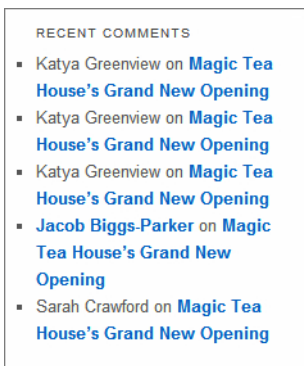 RECENT COMMENTS
Katya Greenview on Magic Tea
House’s Grand New Opening
Katya Greenview on Magic Tea
House’s Grand New Opening
Katya Greenview on Magic Tea
House’s Grand New Opening
Jacob Biggs-Parker on Magic
Tea House’s Grand New
Opening
Sarah Crawford on Magic Tea
House’s Grand New Opening